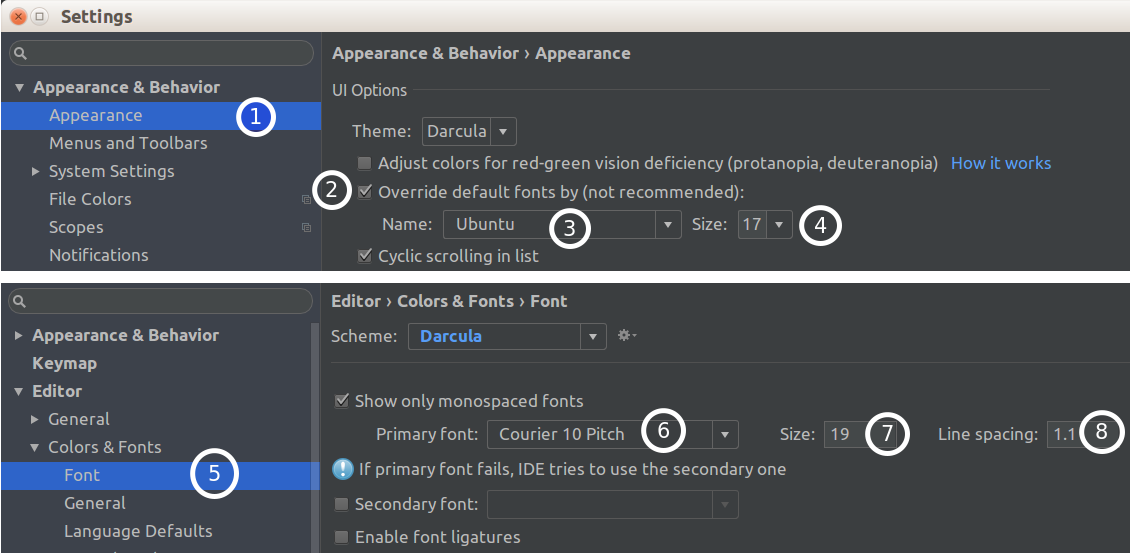 Settings
Appearance & Behavior
Appearance 1
Menus and Toolbars
System Settings
File Colors
Scopes
Notifications
Appearance & Behavior › Appearance
UI Options
Theme: Darcula
Adjust colors for red-green vision deficiency (protanopia, deuteranopia) How it works
2 Override default fonts by (not recommended):
Name: Ubuntu 3 Size: 17 4
Cyclic scrolling in list
Appearance & Behavior
Keymap
Editor
General
Colors & Fonts
Font 5
General
Language Defaults
Editor › Colors & Fonts › Font
Scheme: Darcula
Show only monospaced fonts
Primary font: Courier 10 Pitch 6 Size: 19 7 Line spacing: 1.1 8
If primary font fails, IDE tries to use the secondary one
Secondary font:
Enable font ligatures